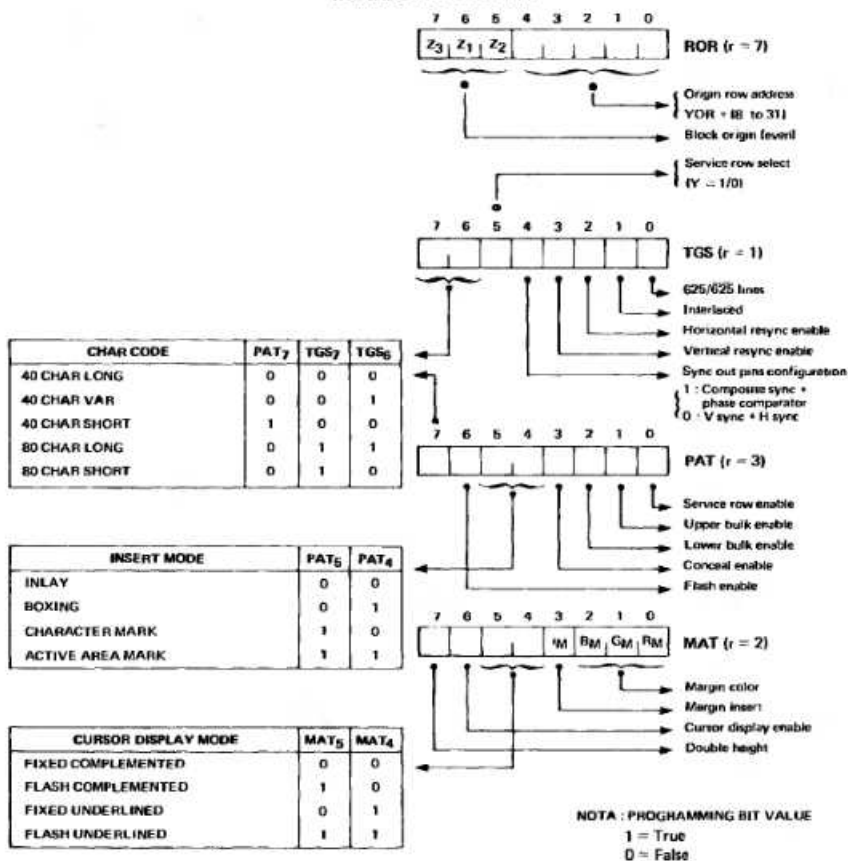 7 6 5 4 3 2 1 0
Z3 Z1 Z2 ROR (r = 7)
Origin row address
YOR + (8 to 31)
Block origin (even)
Service row select
(Y = 1/0)
7 6 5 4 3 2 1 0
TGS (r = 1)
625/625 lines
Interlaced
Horizontal resync enable
Vertical resync enable
Sync out pins configuration
1 : Composite sync +
phase comparator
0 : V sync + H sync
CHAR CODE PAT7 TGS7 TGS6
40 CHAR LONG 0 0 0
40 CHAR VAR 0 0 1
40 CHAR SHORT 1 0 0
80 CHAR LONG 0 1 1
80 CHAR SHORT 0 1 0
7 6 5 4 3 2 1 0
PAT (r = 3)
Service row enable
Upper bulk enable
Lower bulk enable
Conceal enable
Flash enable
INSERT MODE PAT5 PAT4
INLAY 0 0
BOXING 0 1
CHARACTER MARK 1 0
ACTIVE AREA MARK 1 1
7 6 5 4 3 2 1 0
IM BM GM RM MAT (r = 2)
Margin color
Margin insert
Cursor display enable
Double height
CURSOR DISPLAY MODE MAT5 MAT4
FIXED COMPLEMENTED 0 0
FLASH COMPLEMENTED 1 0
FIXED UNDERLINED 0 1
FLASH UNDERLINED 1 1
NOTA : PROGRAMMING BIT VALUE
1 = True
0 = False